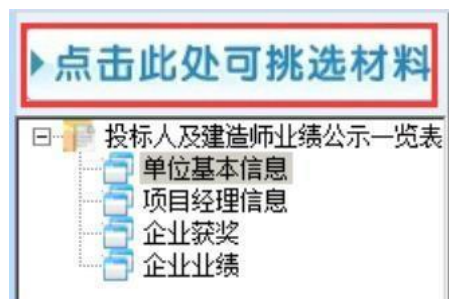 点击此处可挑选材料
投标人及建造师业绩公示一览表
单位基本信息
项目经理信息
企业获奖
企业业绩